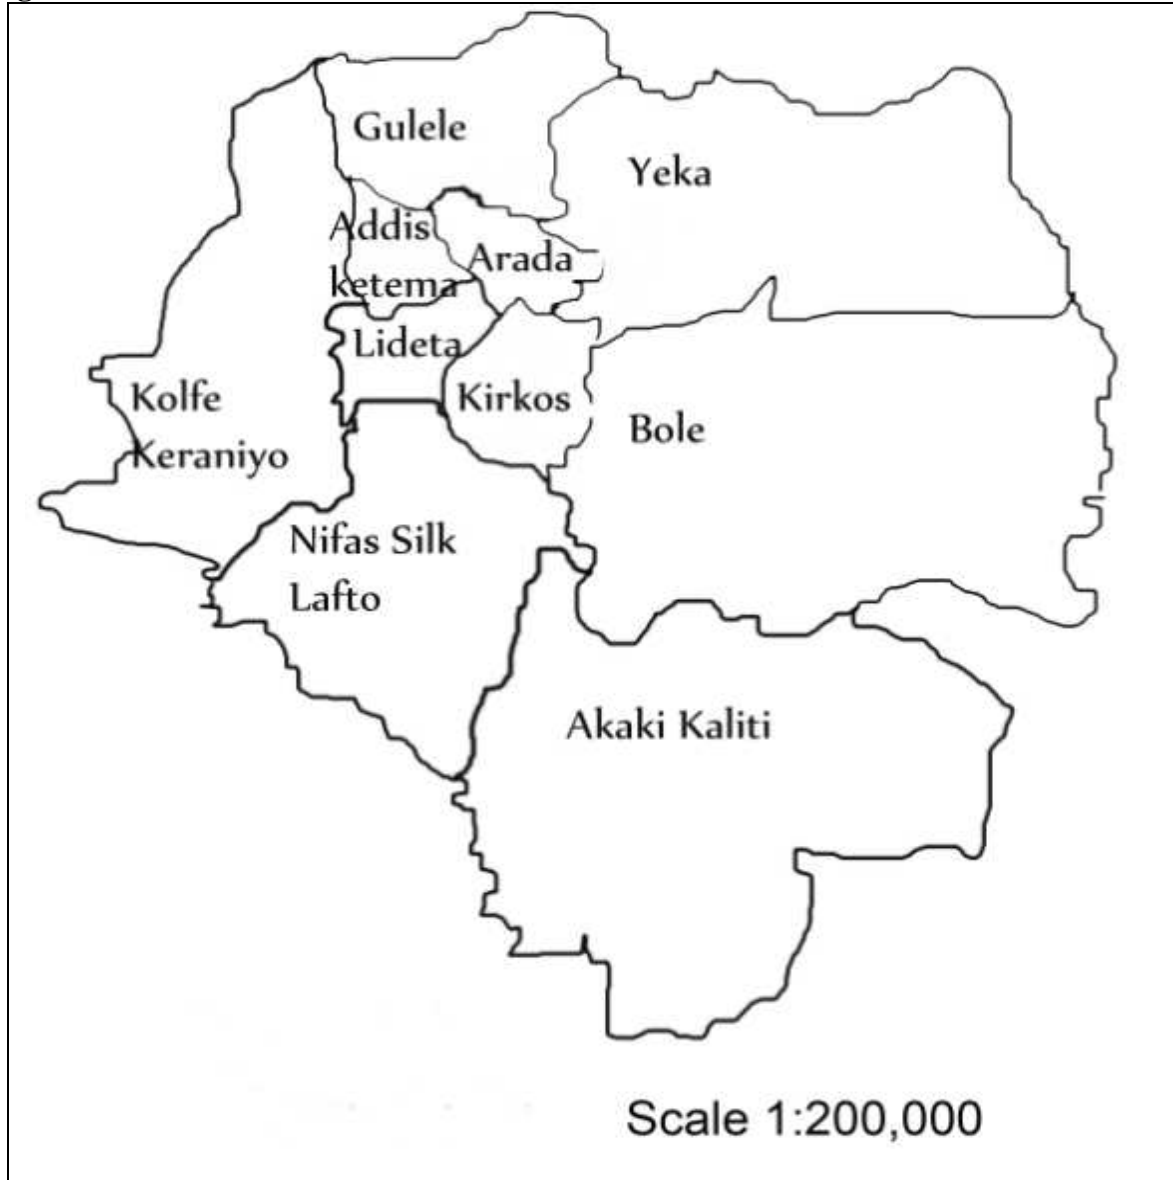 Gulele
Yeka
Addis
ketema
Arada
Lideta
Kolfe
Keraniyo
Kirkos
Bole
Nifas Silk
Lafto
Akaki Kaliti
Scale 1:200,000